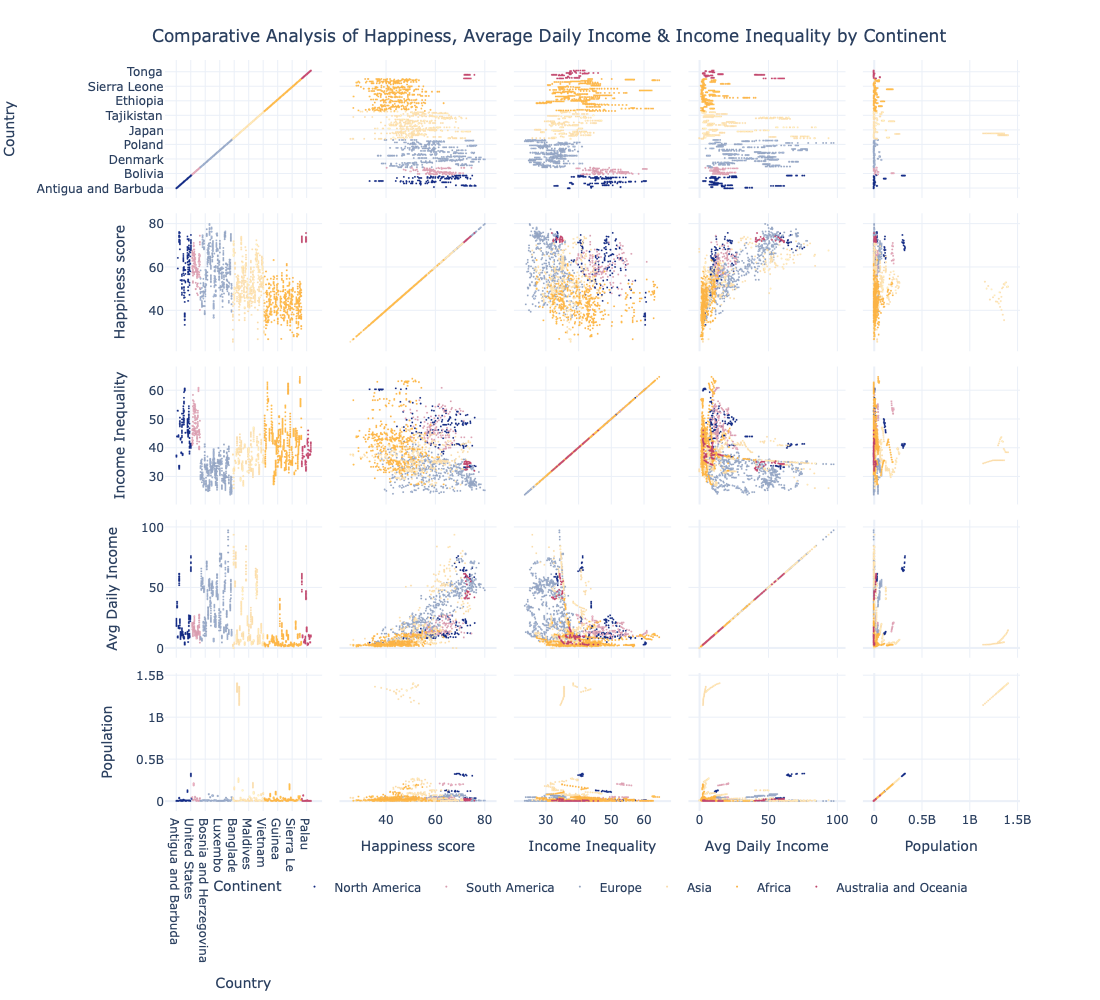 Comparative Analysis of Happiness, Average Daily Income & Income Inequality by Continent
Country
Tonga
Sierra Leone
Ethiopia
Tajikistan
Japan
Poland
Denmark
Bolivia
Antigua and Barbuda
Happiness score
80
60
40
Income Inequality
60
50
40
30
Avg Daily Income
100
50
0
Population
1.5B
1B
0.5B
0
Antigua and Barbuda
United States
Bosnia and Herzegovina
Luxembo
Banglade
Maldives
Vietnam
Guinea
Sierra Le
Palau
40 60 80
30 40 50 60
0 50 100
0 0.5B 1B 1.5B
Country
Happiness score
Income Inequality
Avg Daily Income
Population
Continent
North America
South America
Europe
Asia
Africa
Australia and Oceania